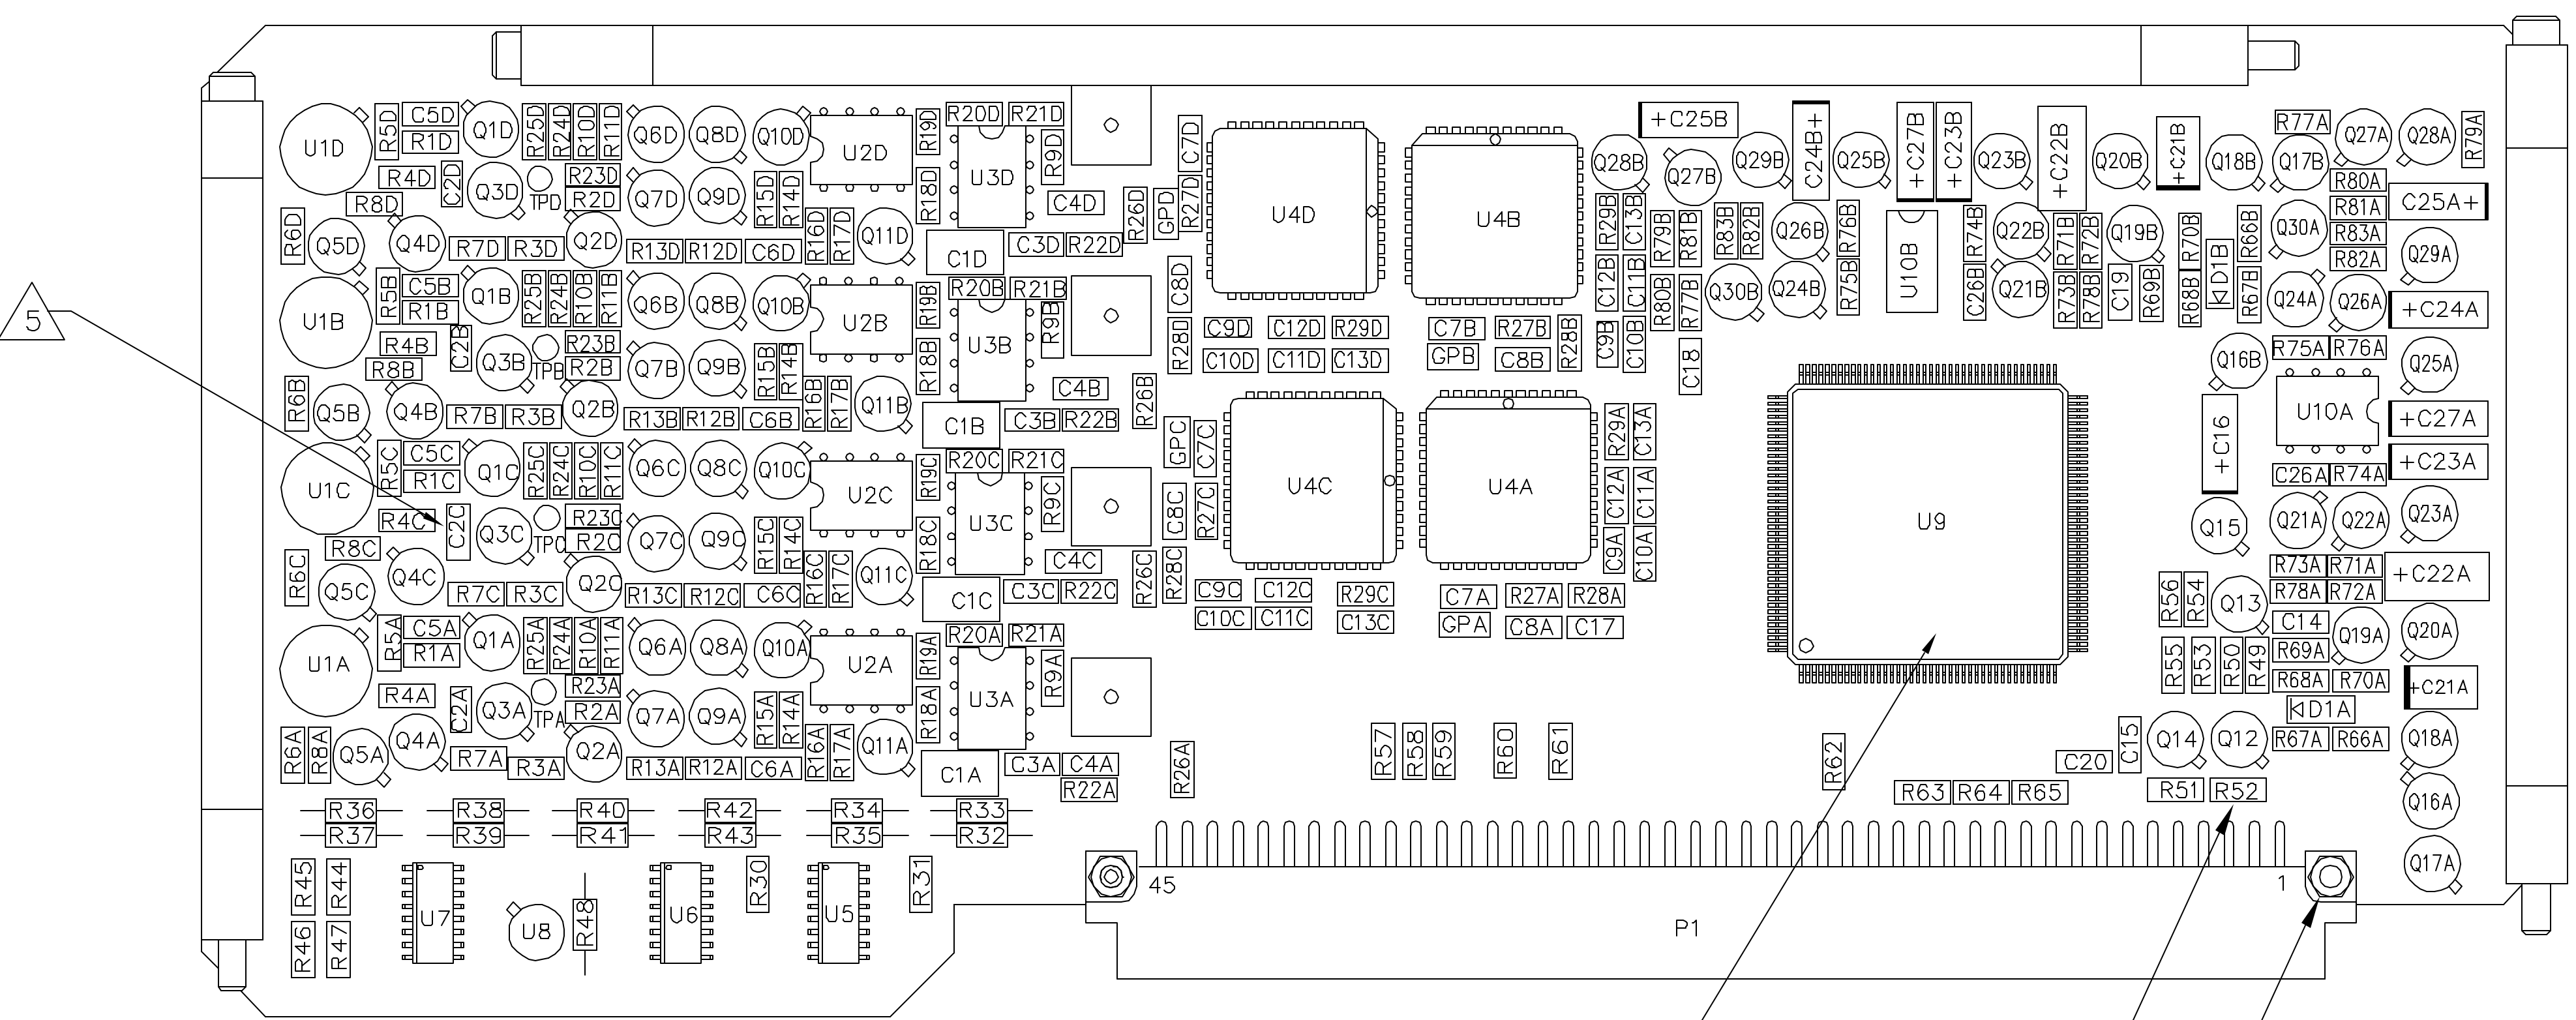 R20D R21D +C25B
R5D C5D Q1D R25D R24D R10D R11D Q6D Q8D Q10D R19D U2D R9D C7D C24B+ +C27B +C23B +C22B +C21B R77A Q27A Q28A R79A
U1D R1D U3D U4D U4B Q28B Q27B Q29B Q25B Q23B Q20B Q18B Q17B
R4D C2D Q3D TPD R23D R2D Q7D Q9D R15D R14D R18D R80A
R8D C4D R26D GPD R27D R29B C13B R81A C25A+
R6D Q5D Q4D R7D R3D Q2D R13D R12D C6D R16D R17D Q11D C1D C3D R22D R79B R81B R83B R82B Q26B R76B U10B R74B Q22B R71B R72B Q19B R70B D1B R66B Q30A R83A R82A Q29A
R5B C5B Q1B R25B R24B R10B R11B Q6B Q8B Q10B R19B R20B R21B C8D C12B C11B R80B R77B Q30B Q24B R75B C26B Q21B R73B R78B C19 R69B R68B R67B Q24A Q26A +C24A
U1B R1B U2B R9B
R4B C2B Q3B TPB R23B R2B R18B U3B R28D C9D C12D R29D C7B R27B R28B C9B C10B
R8B Q7B Q9B R15B R14B C10D C11D C13D GPB C8B C18 Q16B R75A R76A Q25A
R6B Q5B Q4B R7B R3B Q2B R13B R12B C6B R16B R17B Q11B C1B C3B R22B C4B R26B U10A +C27A
R5C C5C Q1C R25C R24C R10C R11C Q6C Q8C Q10C R19C R20C R21C GPC C7C R29A C13A +C16 +C23A
U1C R1C U2C R9C C8C R27C U4C U4A C12A C11A C26A R74A
5
R4C C2C Q3C TPC R23C R2C Q7C Q9C R15C R14C R18C U3C U9 Q15 Q21A Q22A Q23A
R8C C4C R26C R28C C9A C10A
R6C Q5C Q4C R7C R3C Q2C R13C R12C C6C R16C R17C Q11C C1C C3C R22C C9C C12C R29C C7A R27A R28A R56 R54 Q13 R73A R71A +C22A
R78A R72A
C10C C11C C13C GPA C8A C17 C14
R5A C5A Q1A R25A R24A R10A R11A Q6A Q8A Q10A R19A R20A R21A Q19A Q20A
U1A R1A U2A R9A R55 R53 R50 R49 R69A
R4A C2A Q3A TPA R23A R2A Q7A Q9A R15A R14A R18A U3A R68A R70A +C21A
D1A
R6A R8A Q5A Q4A R7A R3A Q2A R13A R12A C6A R16A R17A Q11A C1A C3A C4A R26A R57 R58 R59 R60 R61 R62 C20 C15 Q14 Q12 R67A R66A Q18A
R22A R63 R64 R65 R51 R52 Q16A
R36 R38 R40 R42 R34 R33
R37 R39 R41 R43 R35 R32
R45 R44 R30 R31 45 1 Q17A
R46 R47 U7 U8 R48 U6 U5 P1